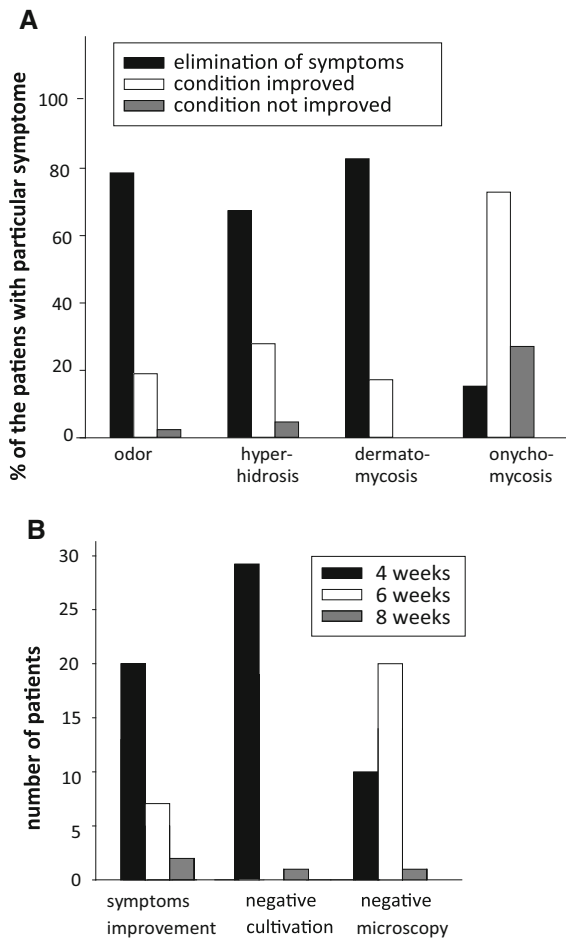 A
% of the patiens with particular symptome
100
80
60
40
20
0
elimination of symptoms
condition improved
condition not improved
odor
hyper-
hidrosis
dermato-
mycosis
onycho-
mycosis
B
number of patients
30
25
20
15
10
5
0
4 weeks
6 weeks
8 weeks
symptoms
improvement
negative
cultivation
negative
microscopy